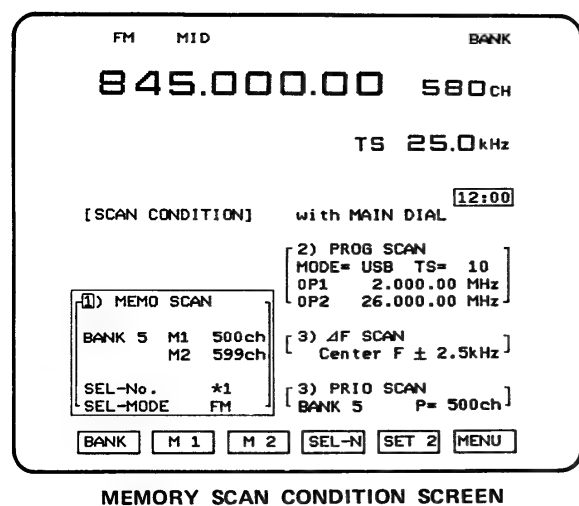 FM MID BANK
845.000.00 580CH
TS 25.0kHz
12:00
[SCAN CONDITION] with MAIN DIAL
2) PROG SCAN
MODE= USB TS= 10
0P1 2.000.00 MHz
0P2 26.000.00 MHz
1) MEMO SCAN
BANK 5 M1 500ch
M2 599ch
SEL-No. *1
SEL-MODE FM
3) ⊿F SCAN
Center F ± 2.5kHz
3) PRIO SCAN
BANK 5 P= 500ch
BANK M 1 M 2 SEL-N SET 2 MENU
MEMORY SCAN CONDITION SCREEN